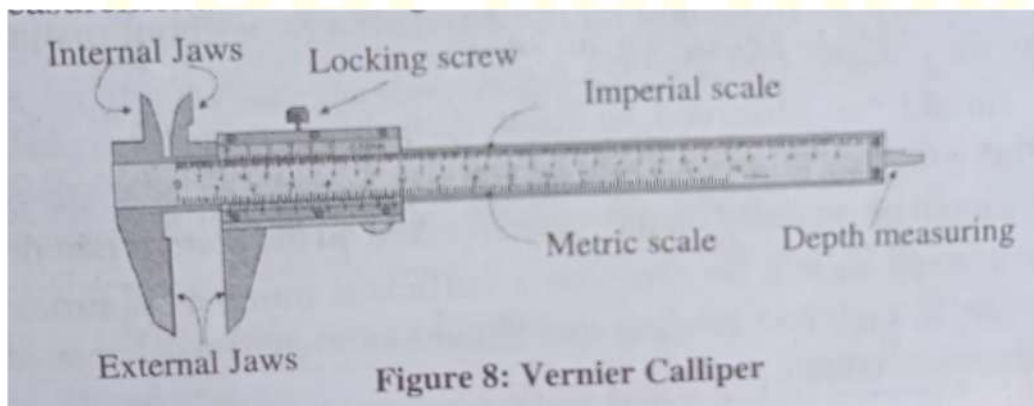 Internal Jaws
Locking screw
Imperial scale
Metric scale
Depth measuring
External Jaws
Figure 8: Vernier Calliper